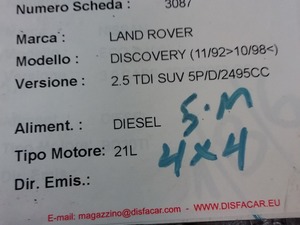 Numero Scheda : 3087
Marca : LAND ROVER
Modello : DISCOVERY (11/92>10/98<)
Versione : 2.5 TDI SUV 5P/D/2495CC
S.M
Aliment. : DIESEL
Tipo Motore: 21L 4x4
Dir. Emis.:
E-mail: magazzino@disfacar.com - WWW.DISFACAR.EU